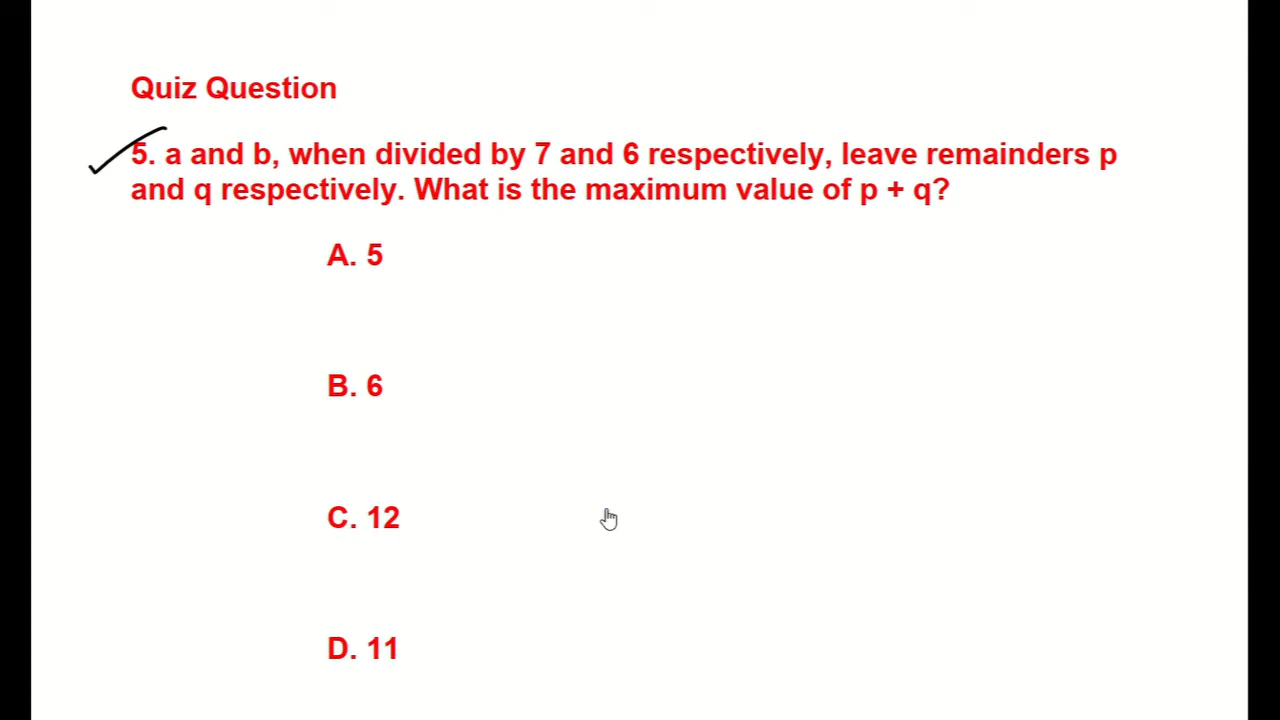 Quiz Question
5. a and b, when divided by 7 and 6 respectively, leave remainders p
and q respectively. What is the maximum value of p + q?
A. 5
B. 6
C. 12
D. 11